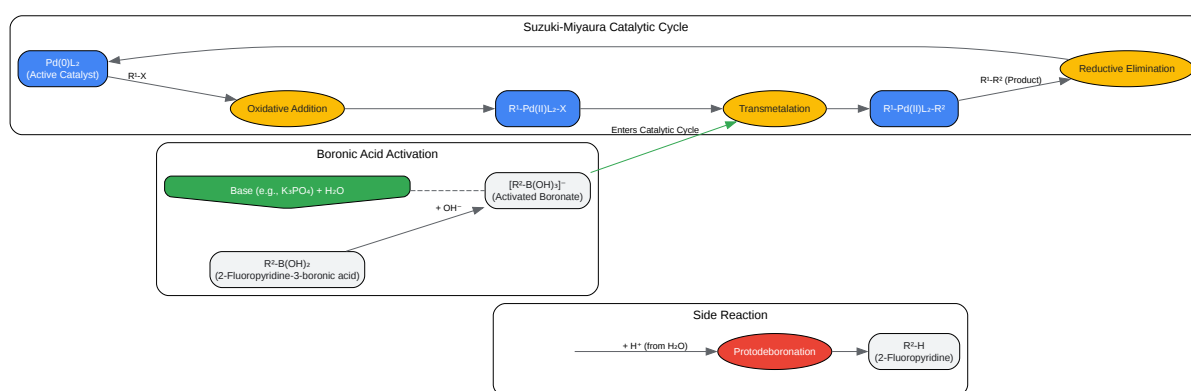 Suzuki-Miyaura Catalytic Cycle
Pd(0)L₂
(Active Catalyst)
R¹-X
Oxidative Addition
R¹-Pd(II)L₂-X
Transmetalation
R¹-Pd(II)L₂-R²
R¹-R² (Product)
Reductive Elimination
Enters Catalytic Cycle
Boronic Acid Activation
Base (e.g., K₃PO₄) + H₂O
[R²-B(OH)₃]⁻
(Activated Boronate)
+ OH⁻
R²-B(OH)₂
(2-Fluoropyridine-3-boronic acid)
Side Reaction
+ H⁺ (from H₂O)
Protodeboronation
R²-H
(2-Fluoropyridine)